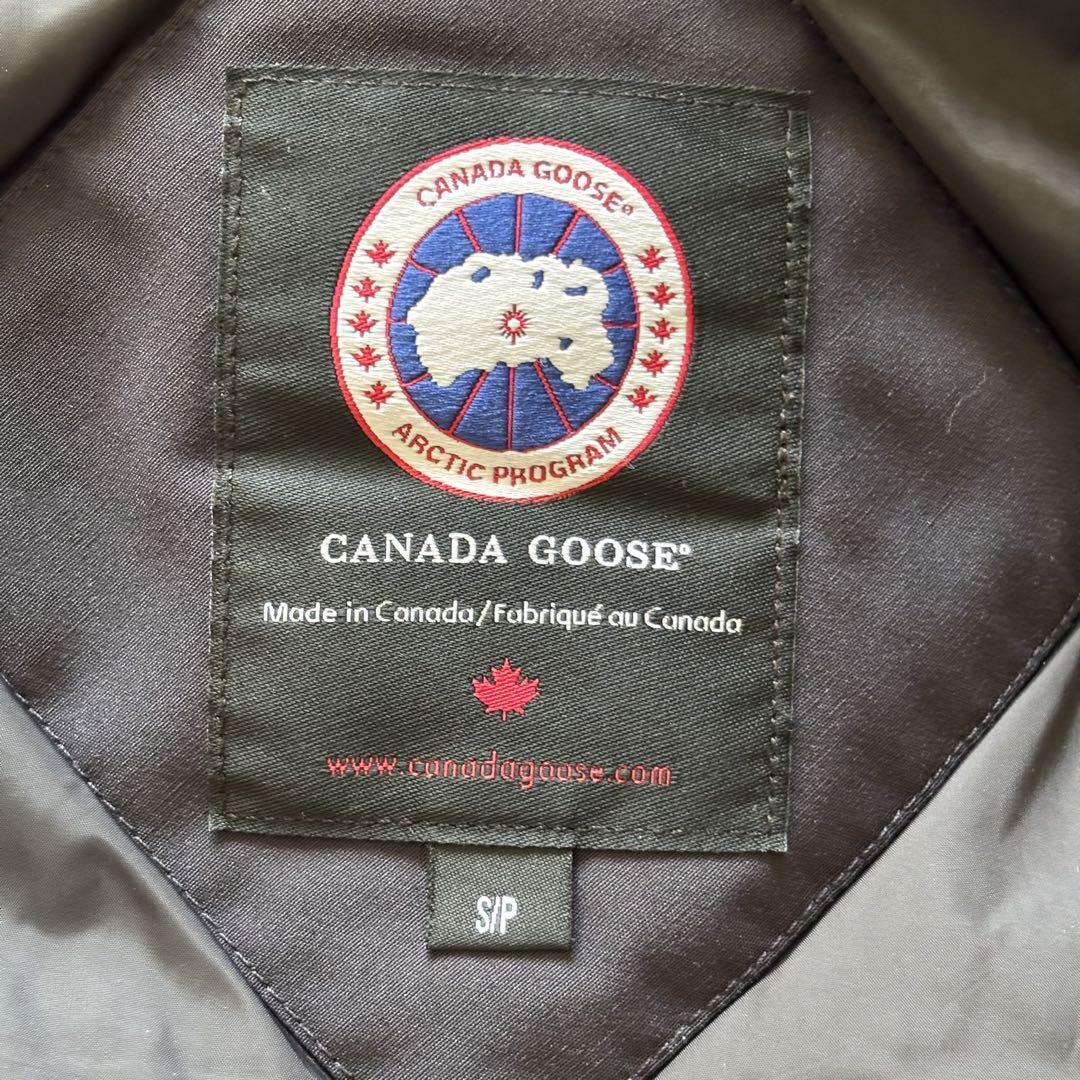 CANADA GOOSE®
ARCTIC PROGRAM
CANADA GOOSE®
Made in Canada/Fabriqué au Canada
www.canadagoose.com
S/P